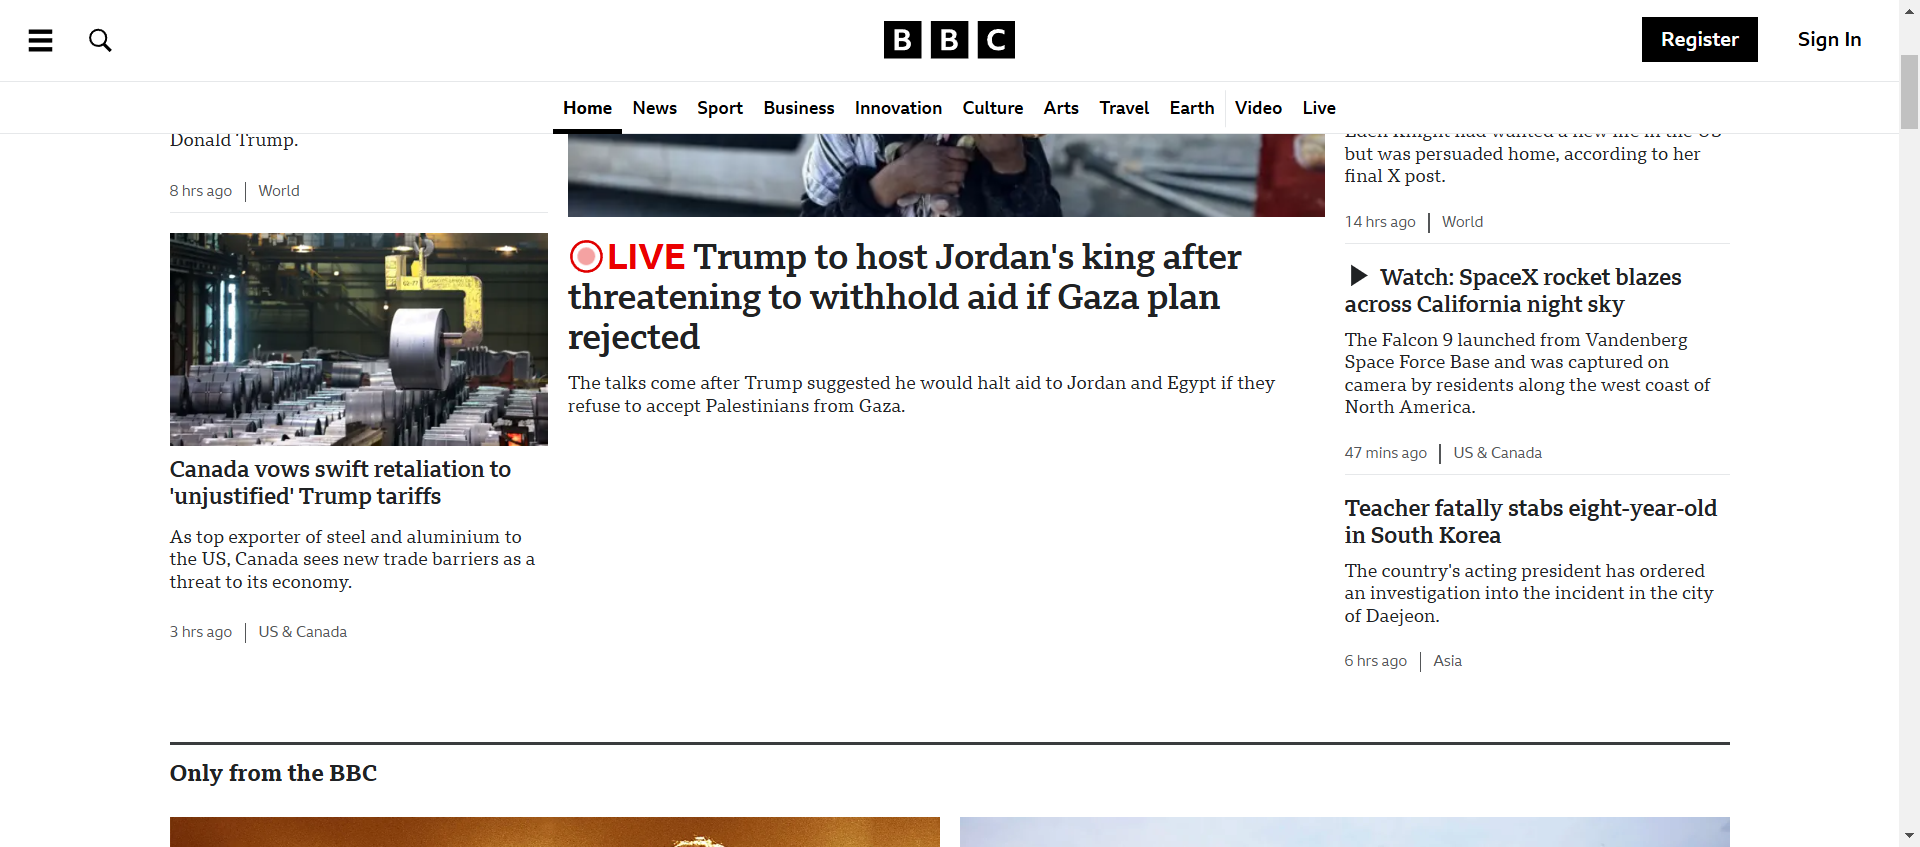 BBC
Register
Sign In
Home
News
Sport
Business
Innovation
Culture
Arts
Travel
Earth
Video
Live
Donald Trump.
8 hrs ago | World
Canada vows swift retaliation to
'unjustified' Trump tariffs
As top exporter of steel and aluminium to
the US, Canada sees new trade barriers as a
threat to its economy.
3 hrs ago | US & Canada
LIVE Trump to host Jordan's king after
threatening to withhold aid if Gaza plan
rejected
The talks come after Trump suggested he would halt aid to Jordan and Egypt if they
refuse to accept Palestinians from Gaza.
Knight had wanted a new life in the US
but was persuaded home, according to her
final X post.
14 hrs ago | World
Watch: SpaceX rocket blazes
across California night sky
The Falcon 9 launched from Vandenberg
Space Force Base and was captured on
camera by residents along the west coast of
North America.
47 mins ago | US & Canada
Teacher fatally stabs eight-year-old
in South Korea
The country's acting president has ordered
an investigation into the incident in the city
of Daejeon.
6 hrs ago | Asia
Only from the BBC